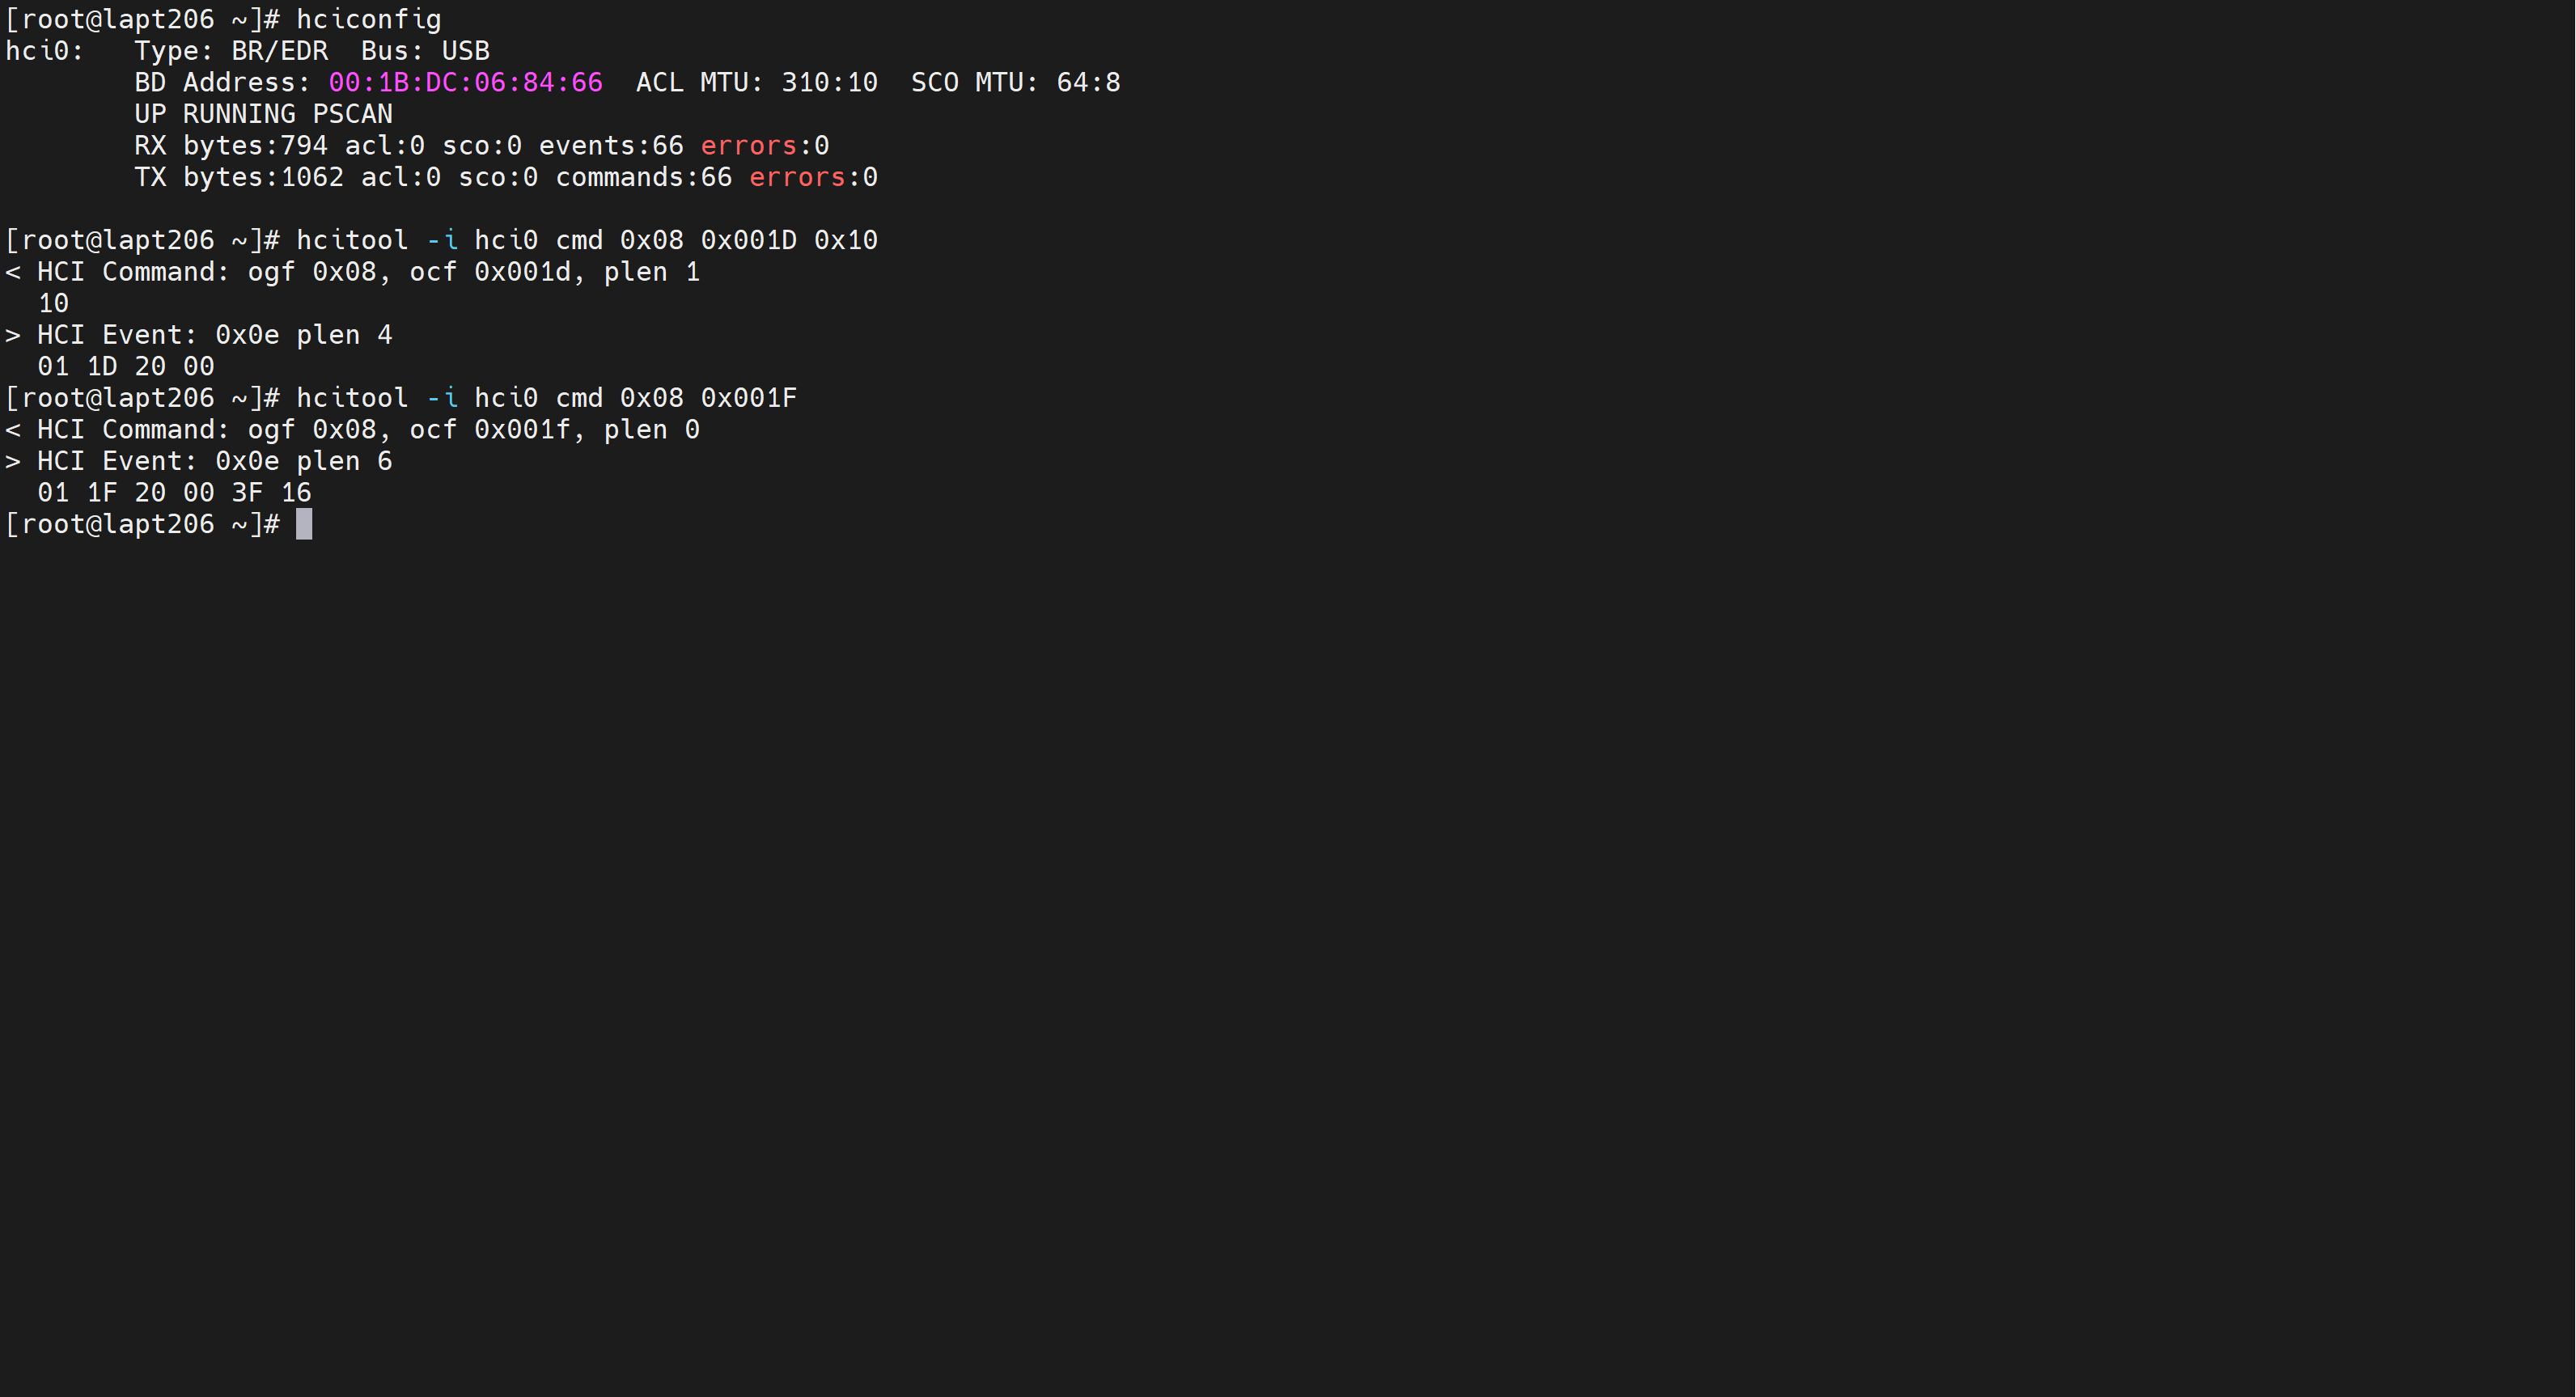 [root@lapt206 ~]# hciconfig
hci0:   Type: BR/EDR  Bus: USB
        BD Address: 00:1B:DC:06:84:66  ACL MTU: 310:10  SCO MTU: 64:8
        UP RUNNING PSCAN
        RX bytes:794 acl:0 sco:0 events:66 errors:0
        TX bytes:1062 acl:0 sco:0 commands:66 errors:0

[root@lapt206 ~]# hcitool -i hci0 cmd 0x08 0x001D 0x10
< HCI Command: ogf 0x08, ocf 0x001d, plen 1
  10
> HCI Event: 0x0e plen 4
  01 1D 20 00
[root@lapt206 ~]# hcitool -i hci0 cmd 0x08 0x001F
< HCI Command: ogf 0x08, ocf 0x001f, plen 0
> HCI Event: 0x0e plen 6
  01 1F 20 00 3F 16
[root@lapt206 ~]#